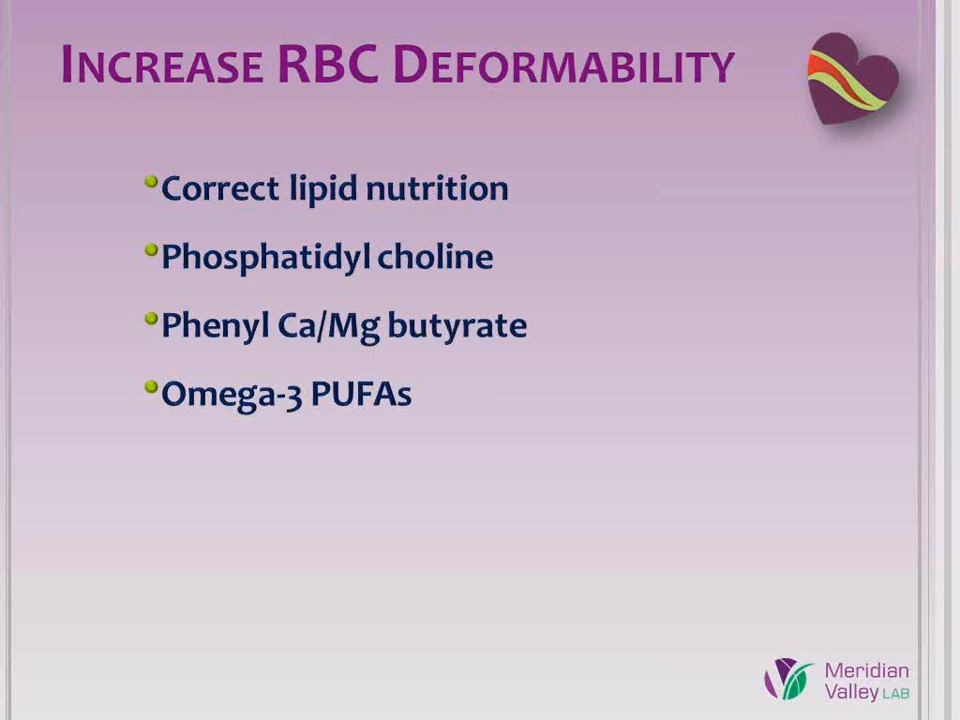 INCREASE RBC DEFORMABILITY
Correct lipid nutrition
Phosphatidyl choline
Phenyl Ca/Mg butyrate
Omega-3 PUFAs
Meridian
Valley LAB